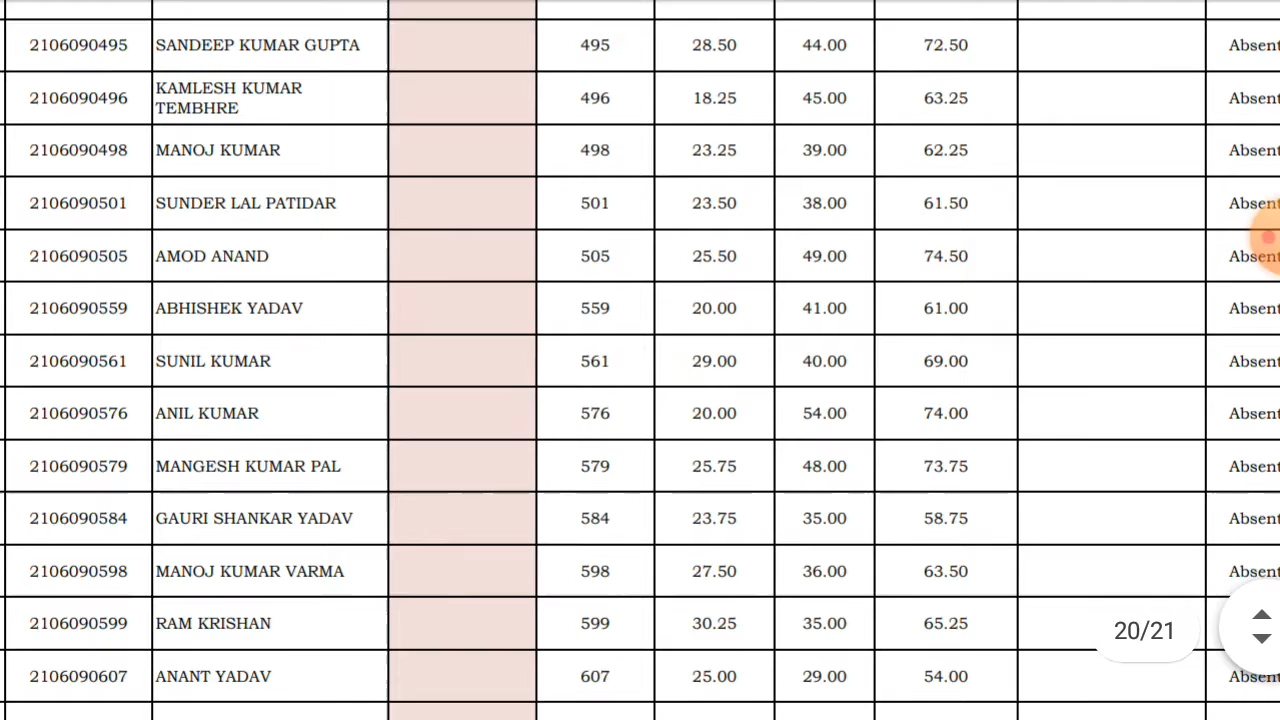 2106090495 SANDEEP KUMAR GUPTA 495 28.50 44.00 72.50 Absent
2106090496 KAMLESH KUMAR TEMBHRE 496 18.25 45.00 63.25 Absent
2106090498 MANOJ KUMAR 498 23.25 39.00 62.25 Absent
2106090501 SUNDER LAL PATIDAR 501 23.50 38.00 61.50 Absent
2106090505 AMOD ANAND 505 25.50 49.00 74.50 Absent
2106090559 ABHISHEK YADAV 559 20.00 41.00 61.00 Absent
2106090561 SUNIL KUMAR 561 29.00 40.00 69.00 Absent
2106090576 ANIL KUMAR 576 20.00 54.00 74.00 Absent
2106090579 MANGESH KUMAR PAL 579 25.75 48.00 73.75 Absent
2106090584 GAURI SHANKAR YADAV 584 23.75 35.00 58.75 Absent
2106090598 MANOJ KUMAR VARMA 598 27.50 36.00 63.50 Absent
2106090599 RAM KRISHAN 599 30.25 35.00 65.25
20/21
2106090607 ANANT YADAV 607 25.00 29.00 54.00 Absent